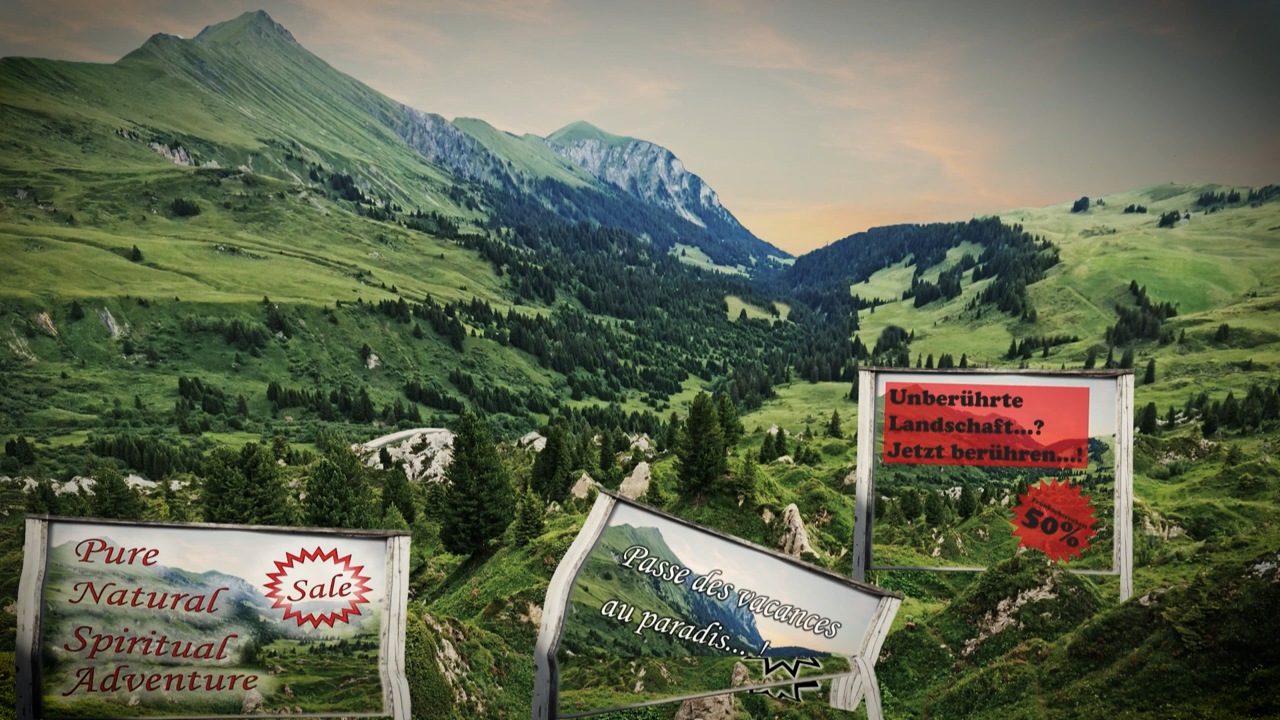 Pure
Natural
Spiritual
Adventure
Sale
Passe des vacances
au paradis....!
Unberührte
Landschaft...?
Jetzt berühren...!
50%